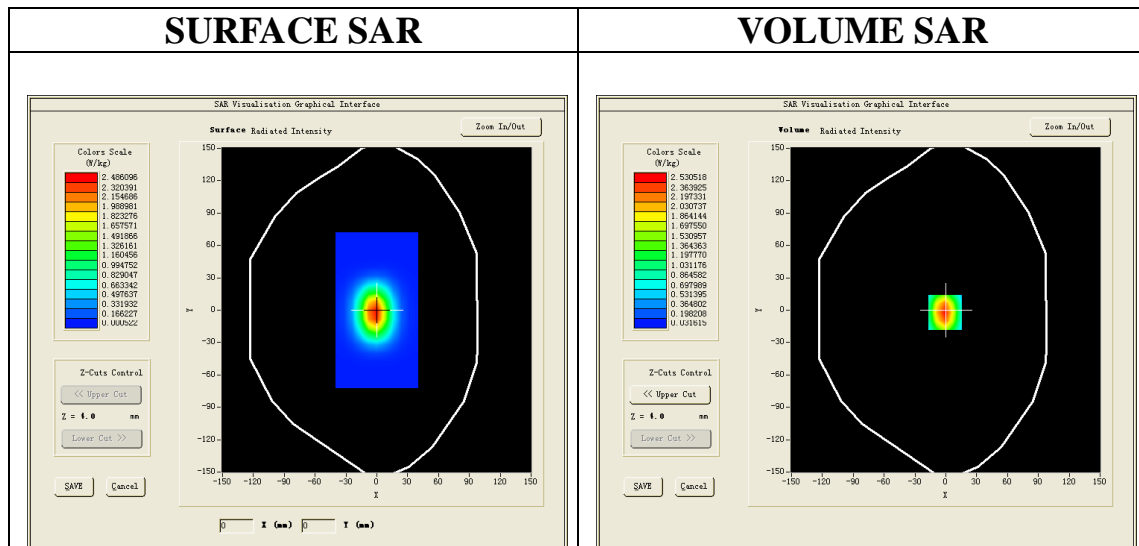 SURFACE SAR
VOLUME SAR
SAR Visualisation Graphical Interface
Surface Radiated Intensity
Zoom In/Out
Colors Scale
(W/kg)
2.486096
2.320391
2.154686
1.988981
1.823276
1.657571
1.491866
1.326161
1.160456
0.994752
0.829047
0.663342
0.497637
0.331932
0.166227
0.000522
Z-Cuts Control
<< Upper Cut
Z = 4.0 mm
Lower Cut >>
SAVE Cancel
150
120
90
60
30
0
-30
-60
-90
-120
-150
Y
-150 -120 -90 -60 -30 0 30 60 90 120 150
X
0 X (mm) 0 Y (mm)
SAR Visualisation Graphical Interface
Volume Radiated Intensity
Zoom In/Out
Colors Scale
(W/kg)
2.530518
2.363925
2.197331
2.030737
1.864144
1.697550
1.530957
1.364363
1.197770
1.031176
0.864582
0.697989
0.531395
0.364802
0.198208
0.031615
Z-Cuts Control
<< Upper Cut
Z = 4.0 mm
Lower Cut >>
SAVE Cancel
150
120
90
60
30
0
-30
-60
-90
-120
-150
Y
-150 -120 -90 -60 -30 0 30 60 90 120 150
X